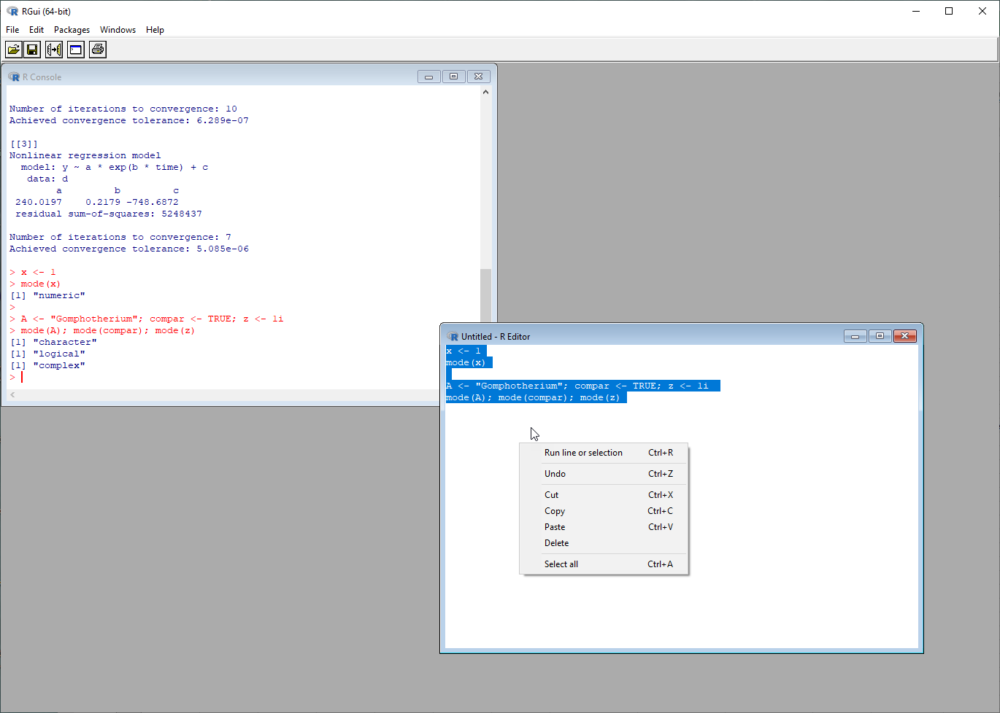 RGui (64-bit)
File Edit Packages Windows Help
R Console
Number of iterations to convergence: 10
Achieved convergence tolerance: 6.289e-07
[[3]]
Nonlinear regression model
  model: y ~ a * exp(b * time) + c
   data: d
        a         b         c
 240.0197    0.2179 -748.6872
 residual sum-of-squares: 5248437
Number of iterations to convergence: 7
Achieved convergence tolerance: 5.085e-06
> x <- 1
> mode(x)
[1] "numeric"
>
> A <- "Gomphotherium"; compar <- TRUE; z <- 1i
> mode(A); mode(compar); mode(z)
[1] "character"
[1] "logical"
[1] "complex"
>
Untitled - R Editor
x <- 1
mode(x)
A <- "Gomphotherium"; compar <- TRUE; z <- 1i
mode(A); mode(compar); mode(z)
Run line or selection Ctrl+R
Undo Ctrl+Z
Cut Ctrl+X
Copy Ctrl+C
Paste Ctrl+V
Delete
Select all Ctrl+A